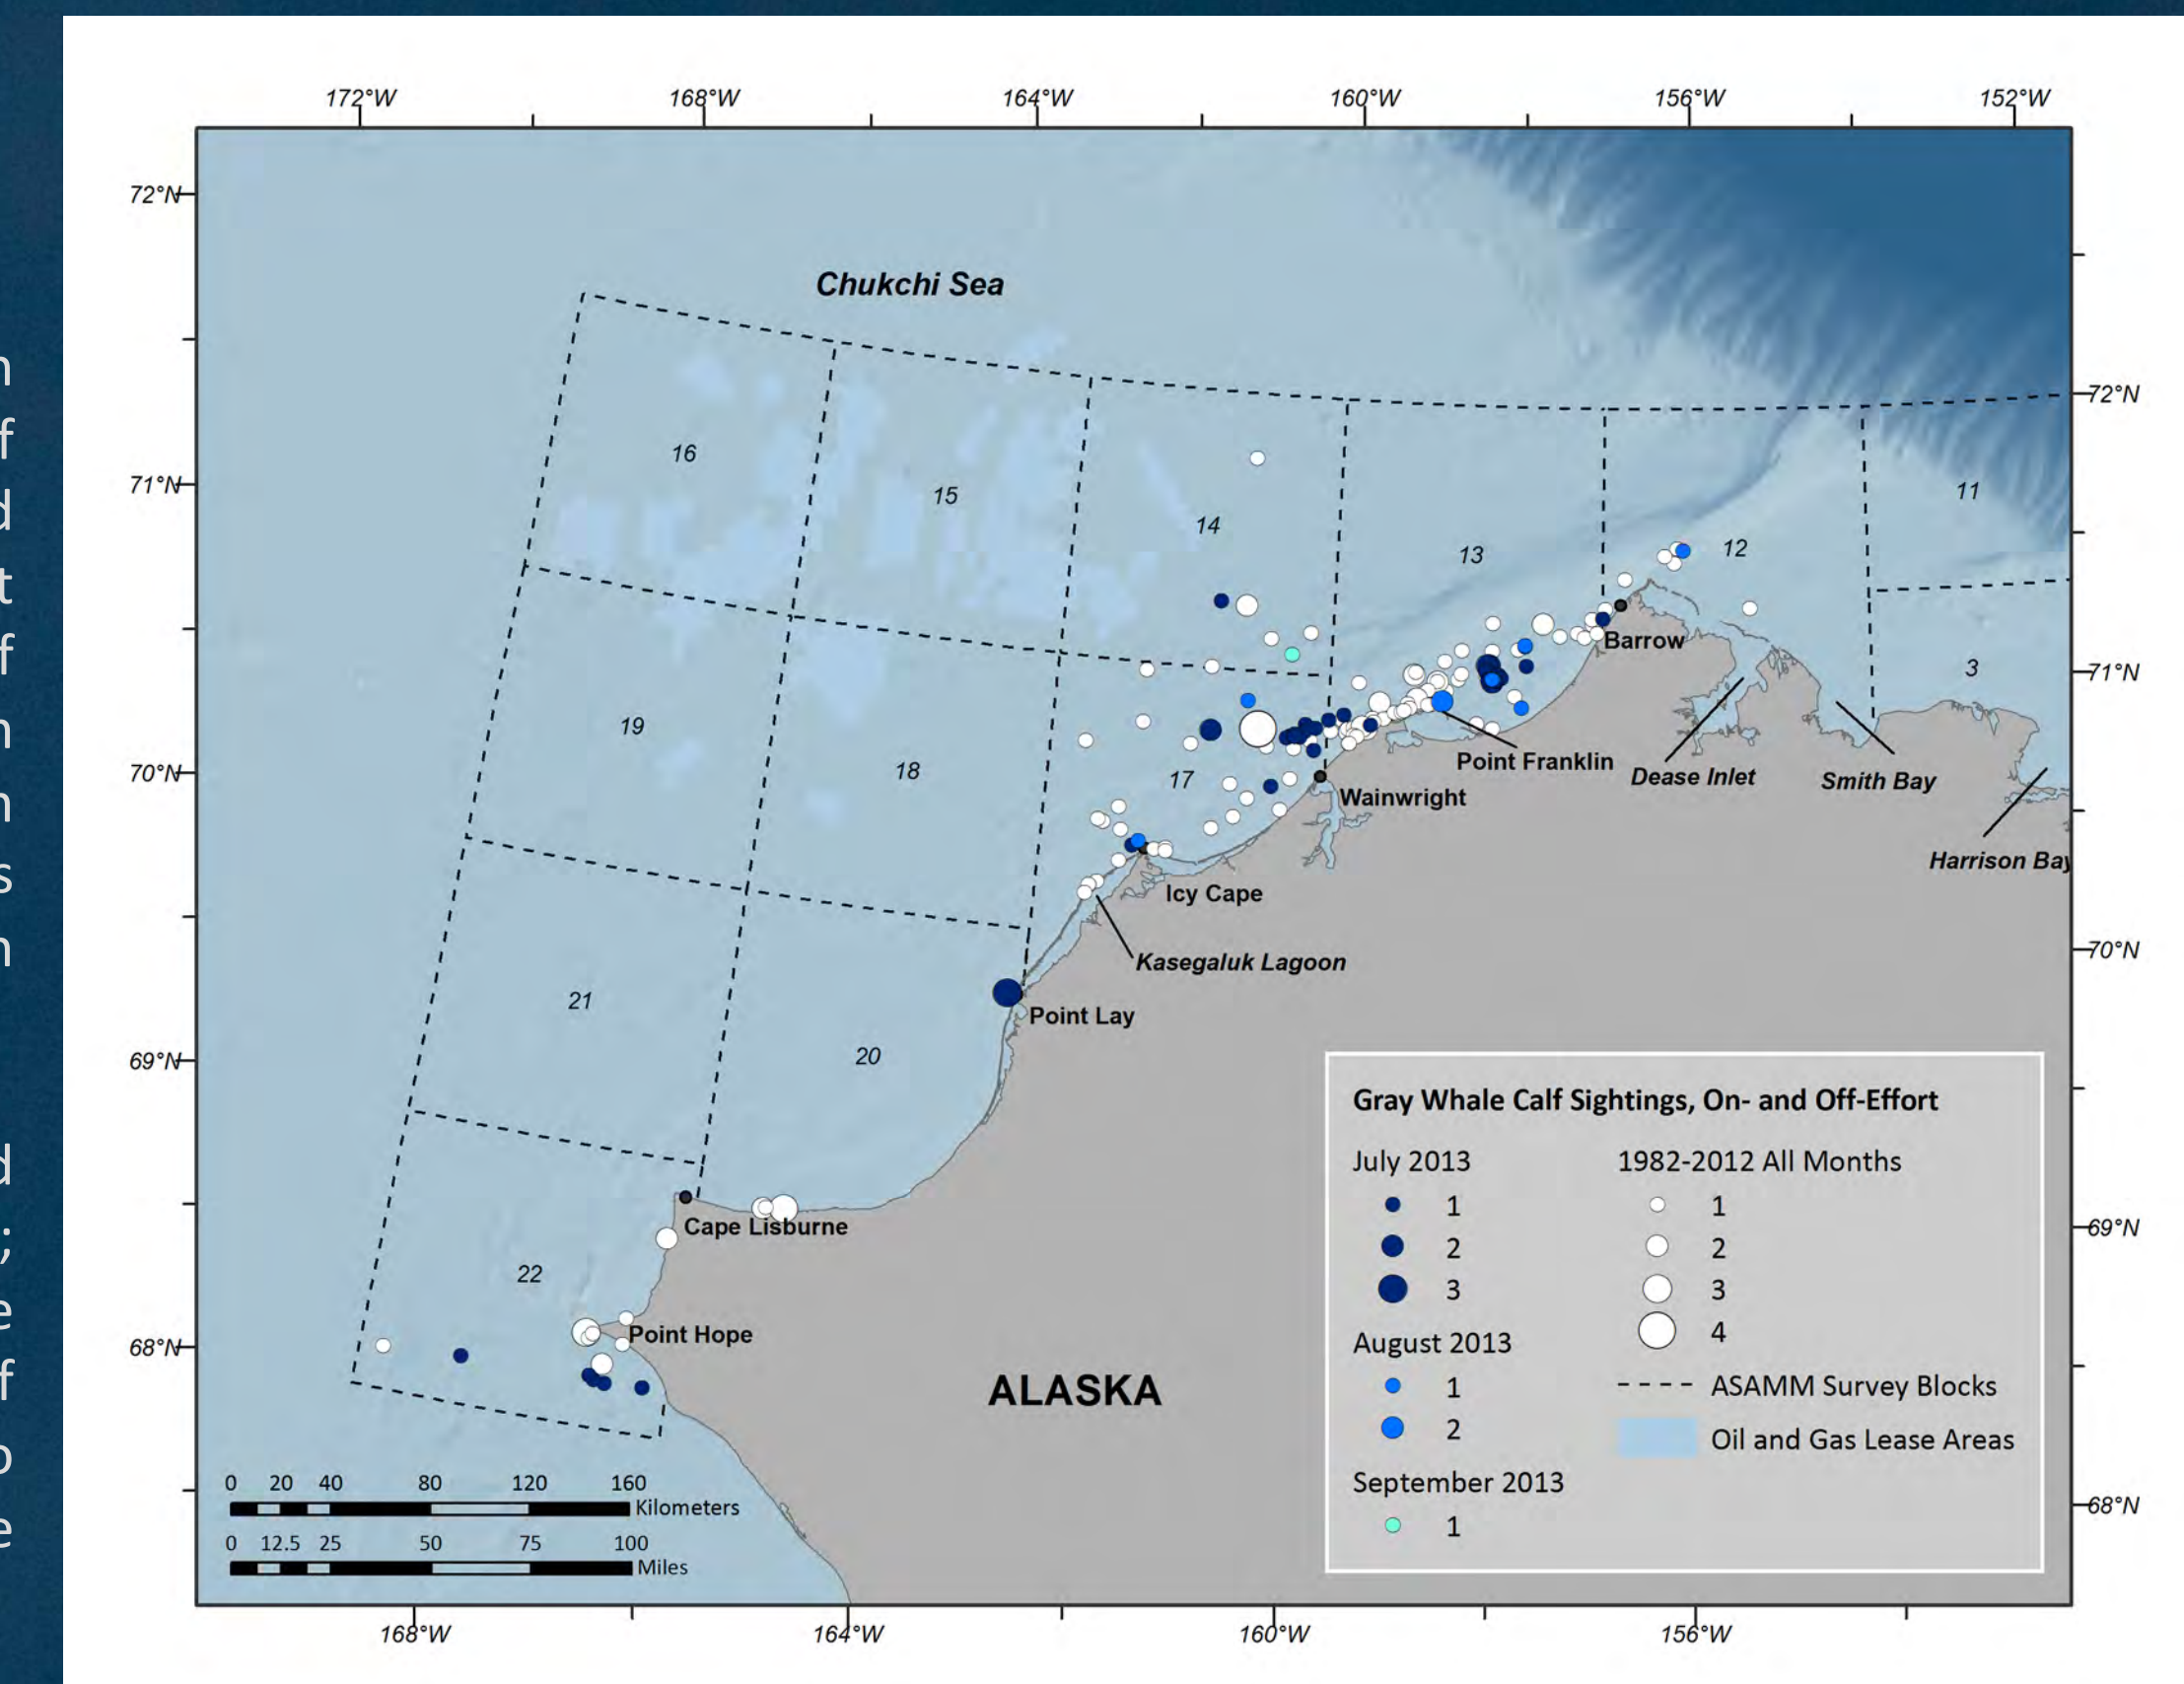 n
f
d
t
f
n
n
s
n
d
;
e
f
o
e
172°W 168°W 164°W 160°W 156°W 152°W
72°N
Chukchi Sea
72°N
16
71°N
15
11
14
12
13
3
71°N
Barrow
19
Point Franklin
18
70°N
17
Dease Inlet
Smith Bay
Wainwright
Harrison Bay
Icy Cape
70°N
Kasegaluk Lagoon
21
Point Lay
69°N
20
Cape Lisburne
69°N
22
Point Hope
68°N
ALASKA
Gray Whale Calf Sightings, On- and Off-Effort
July 2013
1
2
3
August 2013
1
2
September 2013
1
1982-2012 All Months
1
2
3
4
ASAMM Survey Blocks
Oil and Gas Lease Areas
68°N
0 20 40 80 120 160
Kilometers
0 12.5 25 50 75 100
Miles
168°W 164°W 160°W 156°W